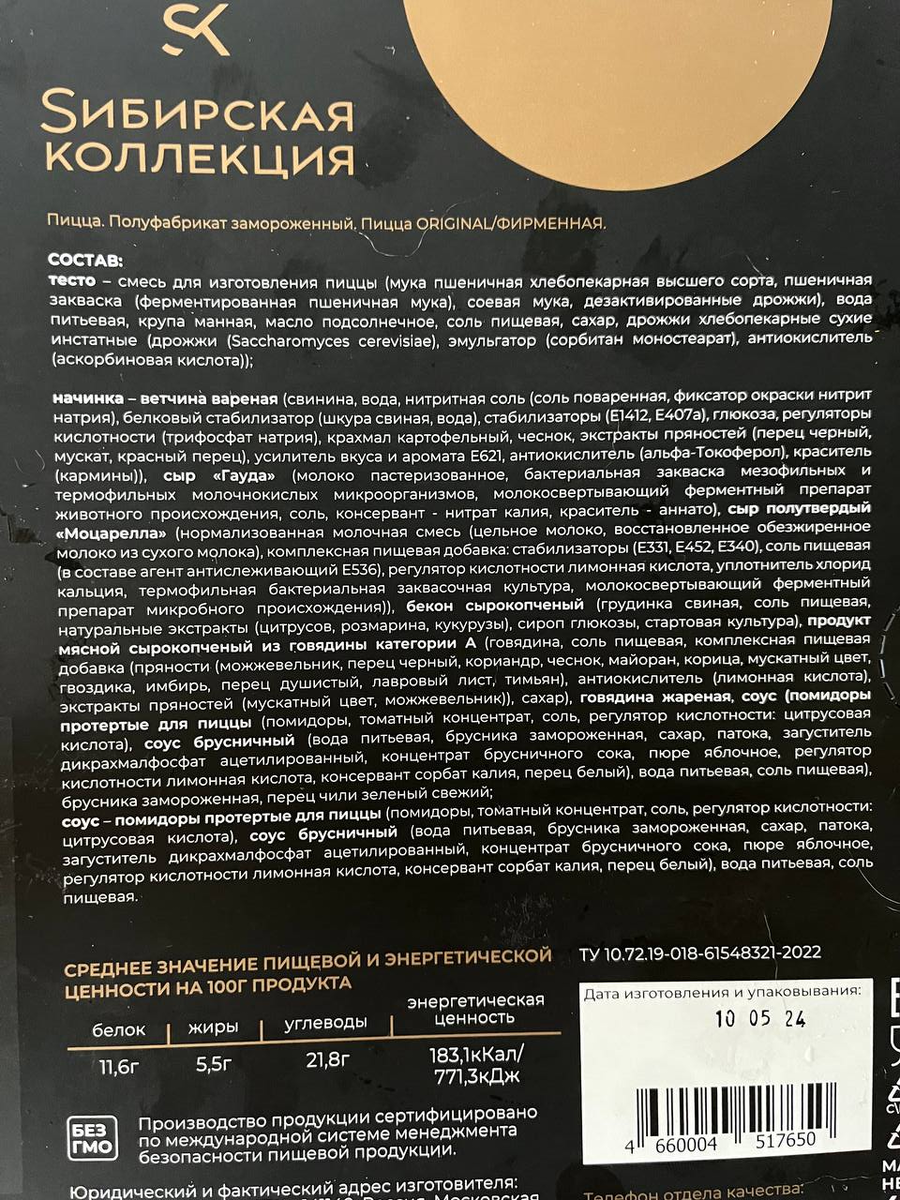 SK
Sибирская
коллекция
Пицца. Полуфабрикат замороженный. Пицца ORIGINAL/ФИРМЕННАЯ.
СОСТАВ:
тесто – смесь для изготовления пиццы (мука пшеничная хлебопекарная высшего сорта, пшеничная
закваска (ферментированная пшеничная мука), соевая мука, дезактивированные дрожжи), вода
питьевая, крупа манная, масло подсолнечное, соль пищевая, сахар, дрожжи хлебопекарные сухие
инстатные (дрожжи (Saccharomyces cerevisiae), эмульгатор (сорбитан моностеарат), антиокислитель
(аскорбиновая кислота));
начинка – ветчина вареная (свинина, вода, нитритная соль (соль поваренная, фиксатор окраски нитрит
натрия), белковый стабилизатор (шкура свиная, вода), стабилизаторы (Е1412, Е407а), глюкоза, регуляторы
кислотности (трифосфат натрия), крахмал картофельный, чеснок, экстракты пряностей (перец черный,
мускат, красный перец), усилитель вкуса и аромата Е621, антиокислитель (альфа-Токоферол), краситель
(кармины)), сыр «Гауда» (молоко пастеризованное, бактериальная закваска мезофильных и
термофильных молочнокислых микроорганизмов, молокосвертывающий ферментный препарат
животного происхождения, соль, консервант - нитрат калия, краситель - аннато), сыр полутвердый
«Моцарелла» (нормализованная молочная смесь (цельное молоко, восстановленное обезжиренное
молоко из сухого молока), комплексная пищевая добавка: стабилизаторы (Е331, Е452, Е340), соль пищевая
(в составе агент антислеживающий Е536), регулятор кислотности лимонная кислота, уплотнитель хлорид
кальция, термофильная бактериальная заквасочная культура, молокосвертывающий ферментный
препарат микробного происхождения)), бекон сырокопченый (грудинка свиная, соль пищевая,
натуральные экстракты (цитрусов, розмарина, кукурузы), сироп глюкозы, стартовая культура), продукт
мясной сырокопченый из говядины категории А (говядина, соль пищевая, комплексная пищевая
добавка (пряности (можжевельник, перец черный, кориандр, чеснок, майоран, корица, мускатный цвет,
гвоздика, имбирь, перец душистый, лавровый лист, тимьян), антиокислитель (лимонная кислота),
экстракты пряностей (мускатный цвет, можжевельник)), сахар), говядина жареная, соус (помидоры
протертые для пиццы (помидоры, томатный концентрат, соль, регулятор кислотности: цитрусовая
кислота), соус брусничный (вода питьевая, брусника замороженная, сахар, патока, загуститель
дикрахмалфосфат ацетилированный, концентрат брусничного сока, пюре яблочное, регулятор
кислотности лимонная кислота, консервант сорбат калия, перец белый), вода питьевая, соль пищевая),
брусника замороженная, перец чили зеленый свежий;
соус – помидоры протертые для пиццы (помидоры, томатный концентрат, соль, регулятор кислотности:
цитрусовая кислота), соус брусничный (вода питьевая, брусника замороженная, сахар, патока,
загуститель дикрахмалфосфат ацетилированный, концентрат брусничного сока, пюре яблочное,
регулятор кислотности лимонная кислота, консервант сорбат калия, перец белый), вода питьевая, соль
пищевая.
СРЕДНЕЕ ЗНАЧЕНИЕ ПИЩЕВОЙ И ЭНЕРГЕТИЧЕСКОЙ
ЦЕННОСТИ НА 100Г ПРОДУКТА
белок жиры углеводы энергетическая ценность
11,6г 5,5г 21,8г 183,1кКал/
771,3кДж
БЕЗ
ГМО
Производство продукции сертифицировано
по международной системе менеджмента
безопасности пищевой продукции.
Юридический и фактический адрес изготовителя:
Россия, Московская
ТУ 10.72.19-018-61548321-2022
Дата изготовления и упаковывания:
10 05 24
4 660004 517650
Телефон отдела качества: